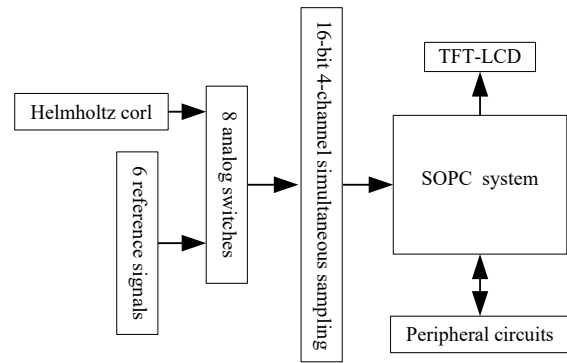 Helmholtz corl
6 reference signals
8 analog switches
16-bit 4-channel simultaneous sampling
TFT-LCD
SOPC system
Peripheral circuits